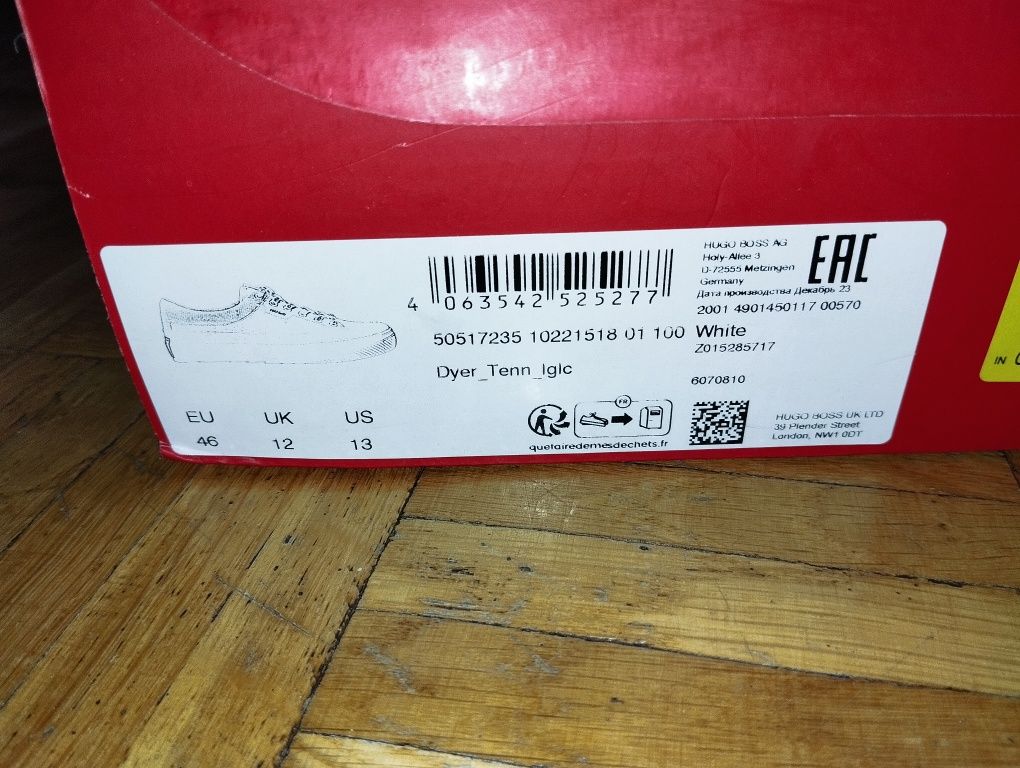 HUGO BOSS AG
Holy-Allee 3
D-72555 Metzingen
Germany
Дата производства Декабрь 23
EAC
2001 4901450117 00570
4 063542 525277
50517235 10221518 01 100 White
Z015285717
Dyer_Tenn_lglc
6070810
EU UK US
46 12 13
FR
quefairedemesdechets.fr
HUGO BOSS UK LTD
39 Plender Street
London, NW1 0DT
IN